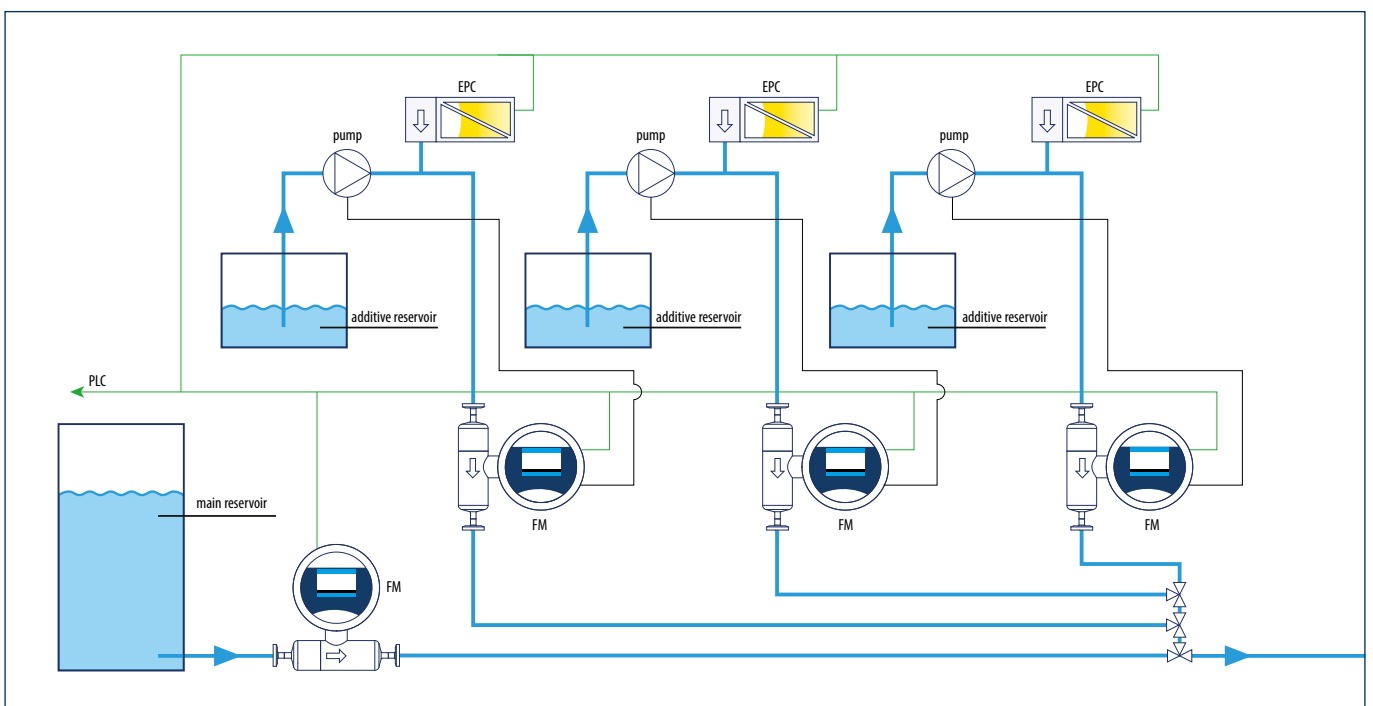 EPC
EPC
EPC
pump
pump
pump
additive reservoir
additive reservoir
additive reservoir
PLC
main reservoir
FM
FM
FM
FM